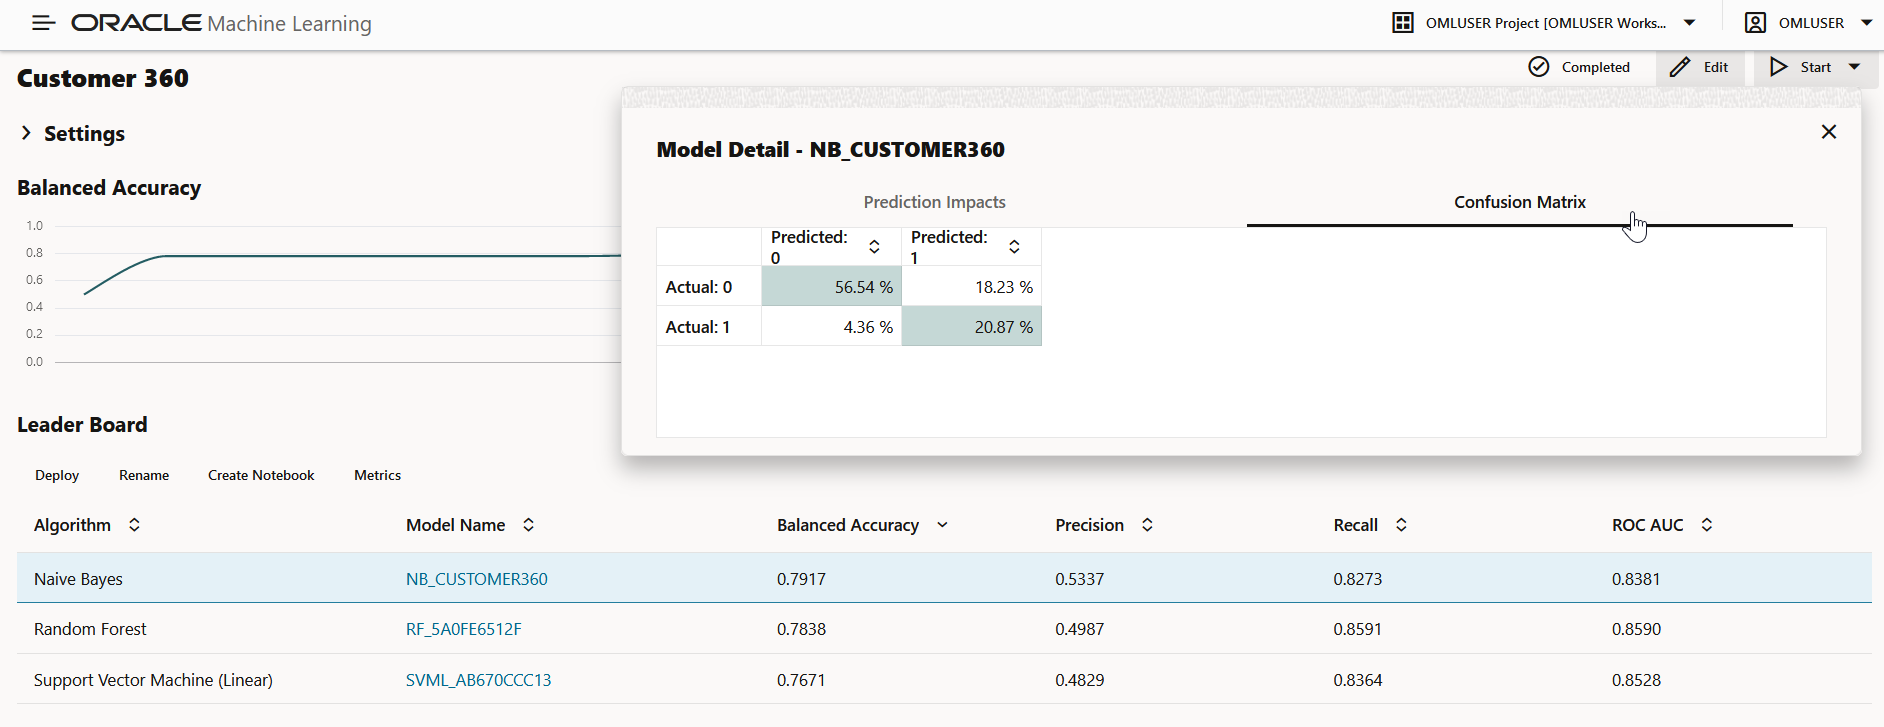 ORACLE Machine Learning
OMLUSER Project [OMLUSER Works...
OMLUSER
Customer 360
Completed
Edit
Start
Settings
Balanced Accuracy
1.0
0.8
0.6
0.4
0.2
0.0
Model Detail - NB_CUSTOMER360
Prediction Impacts
Confusion Matrix
Predicted: 0
Predicted: 1
Actual: 0 56.54 % 18.23 %
Actual: 1 4.36 % 20.87 %
Leader Board
Deploy Rename Create Notebook Metrics
Algorithm Model Name Balanced Accuracy Precision Recall ROC AUC
Naive Bayes NB_CUSTOMER360 0.7917 0.5337 0.8273 0.8381
Random Forest RF_5A0FE6512F 0.7838 0.4987 0.8591 0.8590
Support Vector Machine (Linear) SVML_AB670CCC13 0.7671 0.4829 0.8364 0.8528